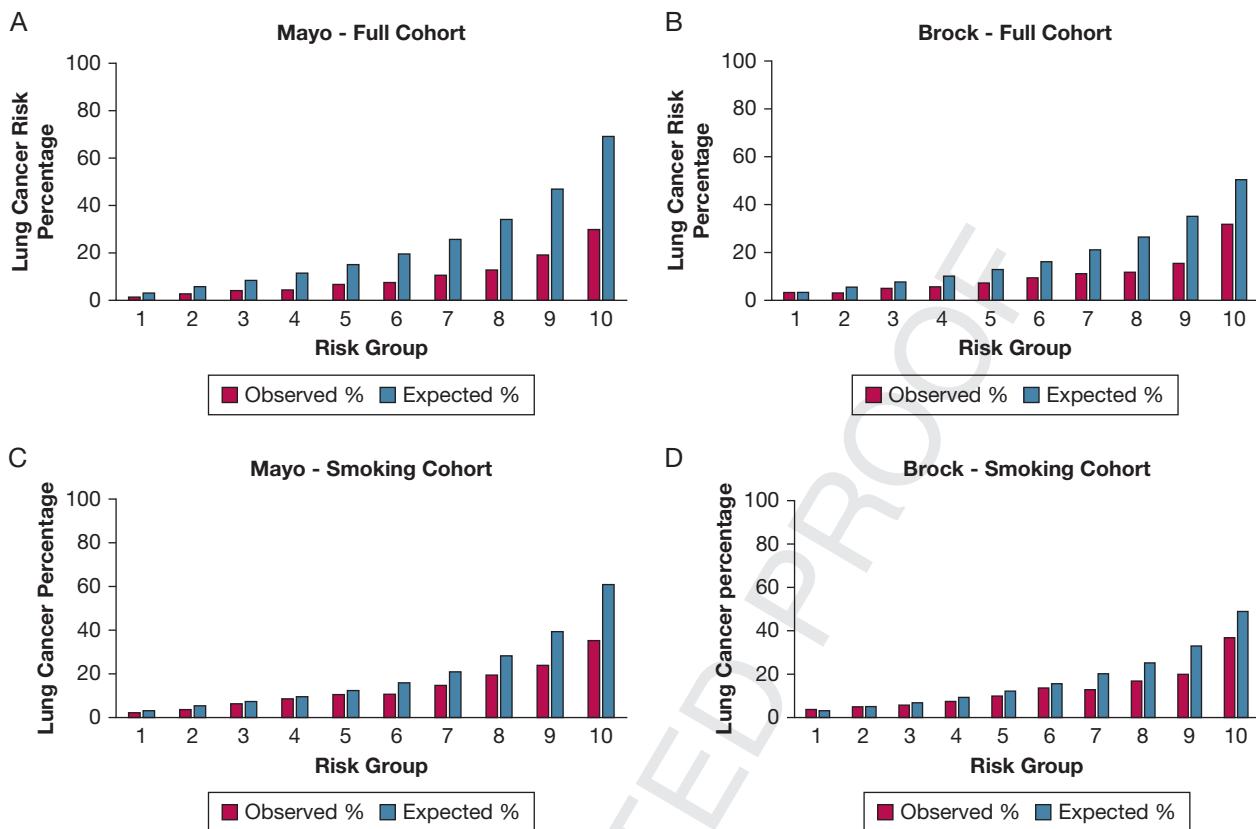 A
Mayo - Full Cohort
Lung Cancer Risk
Percentage
100
80
60
40
20
0
1 2 3 4 5 6 7 8 9 10
Risk Group
Observed % Expected %
B
Brock - Full Cohort
Lung Cancer Risk
Percentage
100
80
60
40
20
0
1 2 3 4 5 6 7 8 9 10
Risk Group
Observed % Expected %
C
Mayo - Smoking Cohort
Lung Cancer Percentage
100
80
60
40
20
0
1 2 3 4 5 6 7 8 9 10
Risk Group
Observed % Expected %
D
Brock - Smoking Cohort
Lung Cancer percentage
100
80
60
40
20
0
1 2 3 4 5 6 7 8 9 10
Risk Group
Observed % Expected %
TED PROOF